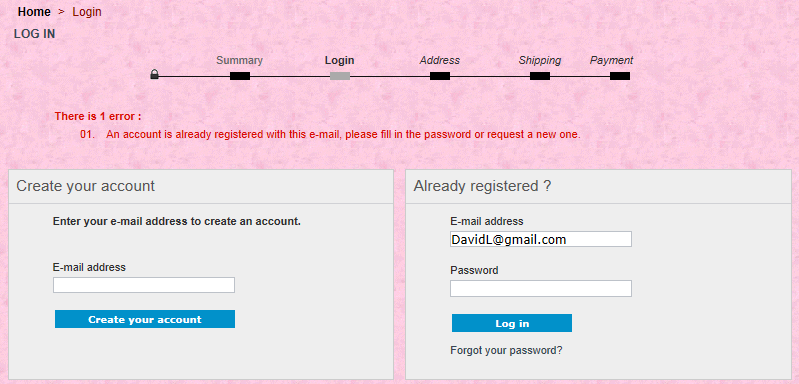 Home > Login
LOG IN
Summary Login Address Shipping Payment
There is 1 error :
01. An account is already registered with this e-mail, please fill in the password or request a new one.
Create your account
Enter your e-mail address to create an account.
E-mail address
Create your account
Already registered ?
E-mail address
DavidL@gmail.com
Password
Log in
Forgot your password?